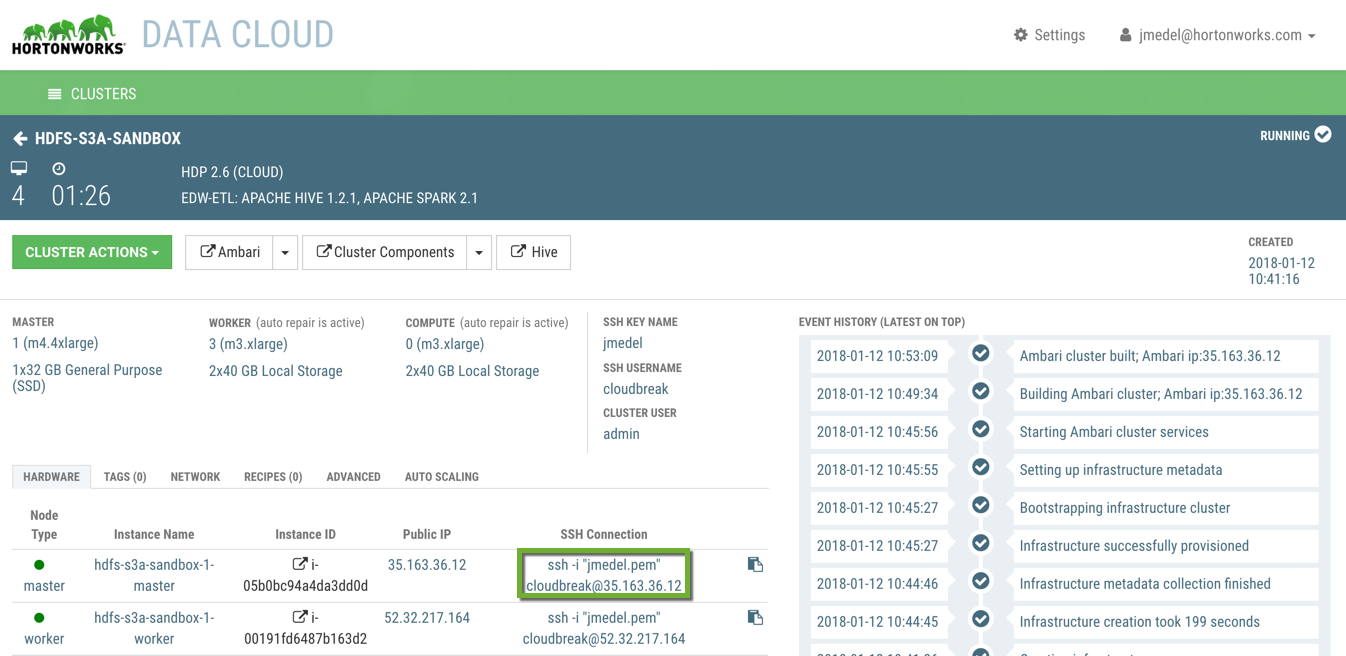 HORTONWORKS DATA CLOUD
Settings
jmedel@hortonworks.com
CLUSTERS
HDFS-S3A-SANDBOX
RUNNING
4 01:26
HDP 2.6 (CLOUD)
EDW-ETL: APACHE HIVE 1.2.1, APACHE SPARK 2.1
CLUSTER ACTIONS
Ambari
Cluster Components
Hive
CREATED
2018-01-12
10:41:16
MASTER
1 (m4.4xlarge)
1x32 GB General Purpose
(SSD)
WORKER (auto repair is active)
3 (m3.xlarge)
2x40 GB Local Storage
COMPUTE (auto repair is active)
0 (m3.xlarge)
2x40 GB Local Storage
SSH KEY NAME
jmedel
SSH USERNAME
cloudbreak
CLUSTER USER
admin
HARDWARE TAGS (0) NETWORK RECIPES (0) ADVANCED AUTO SCALING
Node
Type
Instance Name
Instance ID
Public IP
SSH Connection
master
hdfs-s3a-sandbox-1-
master
i-
05b0bc94a4da3dd0d
35.163.36.12
ssh -i "jmedel.pem"
cloudbreak@35.163.36.12
worker
hdfs-s3a-sandbox-1-
worker
i-
00191fd6487b163d2
52.32.217.164
ssh -i "jmedel.pem"
cloudbreak@52.32.217.164
EVENT HISTORY (LATEST ON TOP)
2018-01-12 10:53:09 Ambari cluster built; Ambari ip:35.163.36.12
2018-01-12 10:49:34 Building Ambari cluster; Ambari ip:35.163.36.12
2018-01-12 10:45:56 Starting Ambari cluster services
2018-01-12 10:45:55 Setting up infrastructure metadata
2018-01-12 10:45:27 Bootstrapping infrastructure cluster
2018-01-12 10:45:27 Infrastructure successfully provisioned
2018-01-12 10:44:46 Infrastructure metadata collection finished
2018-01-12 10:44:45 Infrastructure creation took 199 seconds